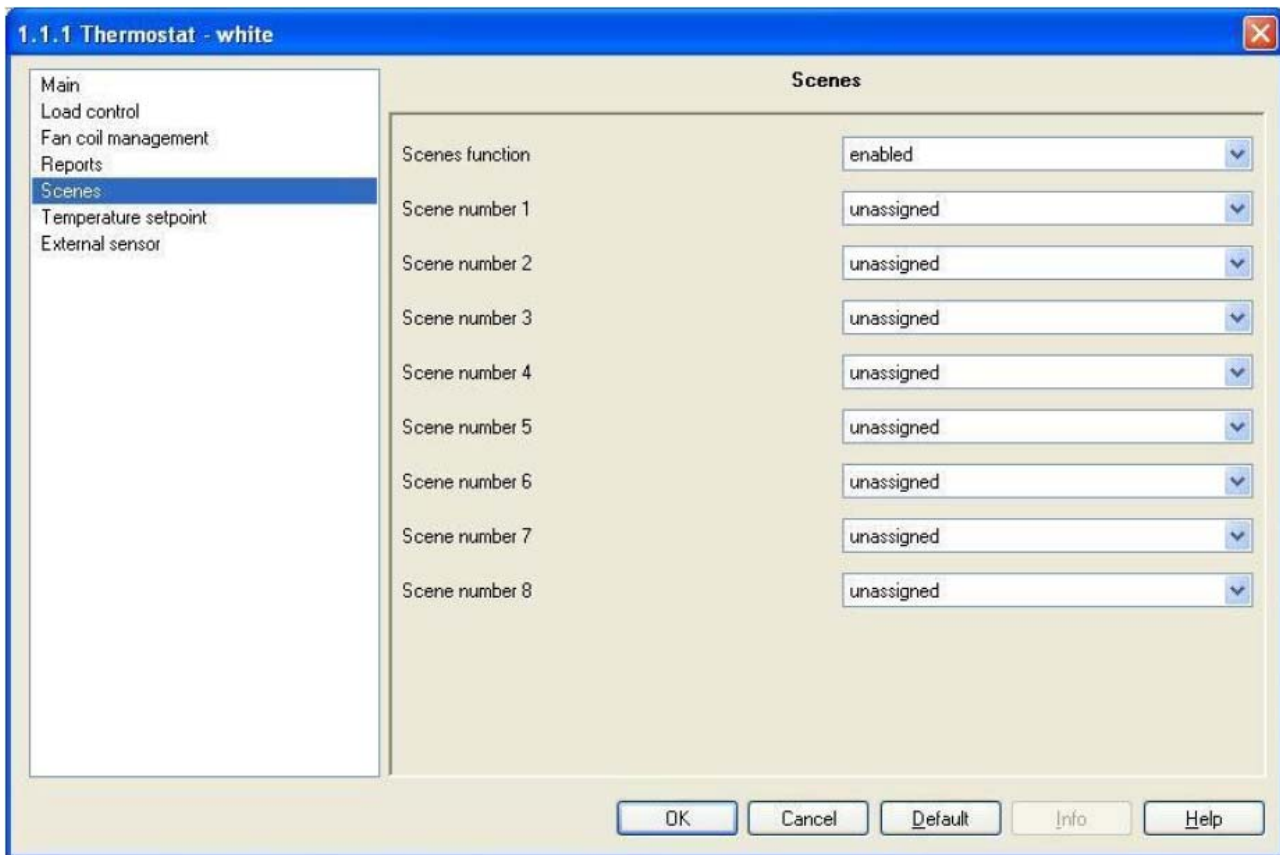 1.1.1 Thermostat - white
Main
Load control
Fan coil management
Reports
Scenes
Temperature setpoint
External sensor
Scenes
Scenes function enabled
Scene number 1 unassigned
Scene number 2 unassigned
Scene number 3 unassigned
Scene number 4 unassigned
Scene number 5 unassigned
Scene number 6 unassigned
Scene number 7 unassigned
Scene number 8 unassigned
OK Cancel Default Info Help